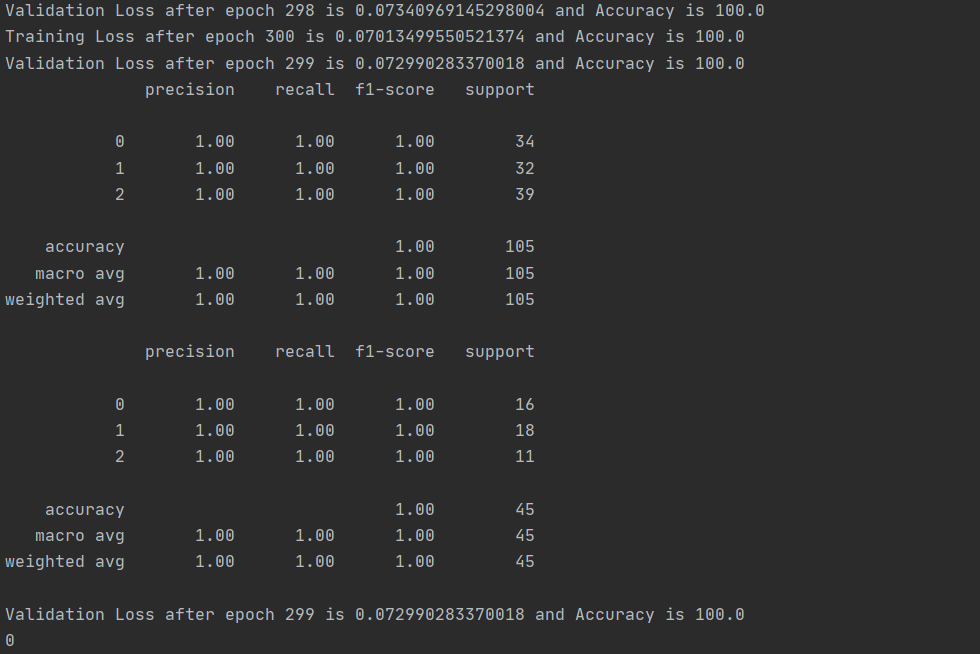 Validation Loss after epoch 298 is 0.07340969145298004 and Accuracy is 100.0
Training Loss after epoch 300 is 0.07013499550521374 and Accuracy is 100.0
Validation Loss after epoch 299 is 0.072990283370018 and Accuracy is 100.0
precision recall f1-score support
0 1.00 1.00 1.00 34
1 1.00 1.00 1.00 32
2 1.00 1.00 1.00 39
accuracy 1.00 105
macro avg 1.00 1.00 1.00 105
weighted avg 1.00 1.00 1.00 105
precision recall f1-score support
0 1.00 1.00 1.00 16
1 1.00 1.00 1.00 18
2 1.00 1.00 1.00 11
accuracy 1.00 45
macro avg 1.00 1.00 1.00 45
weighted avg 1.00 1.00 1.00 45
Validation Loss after epoch 299 is 0.072990283370018 and Accuracy is 100.0
0